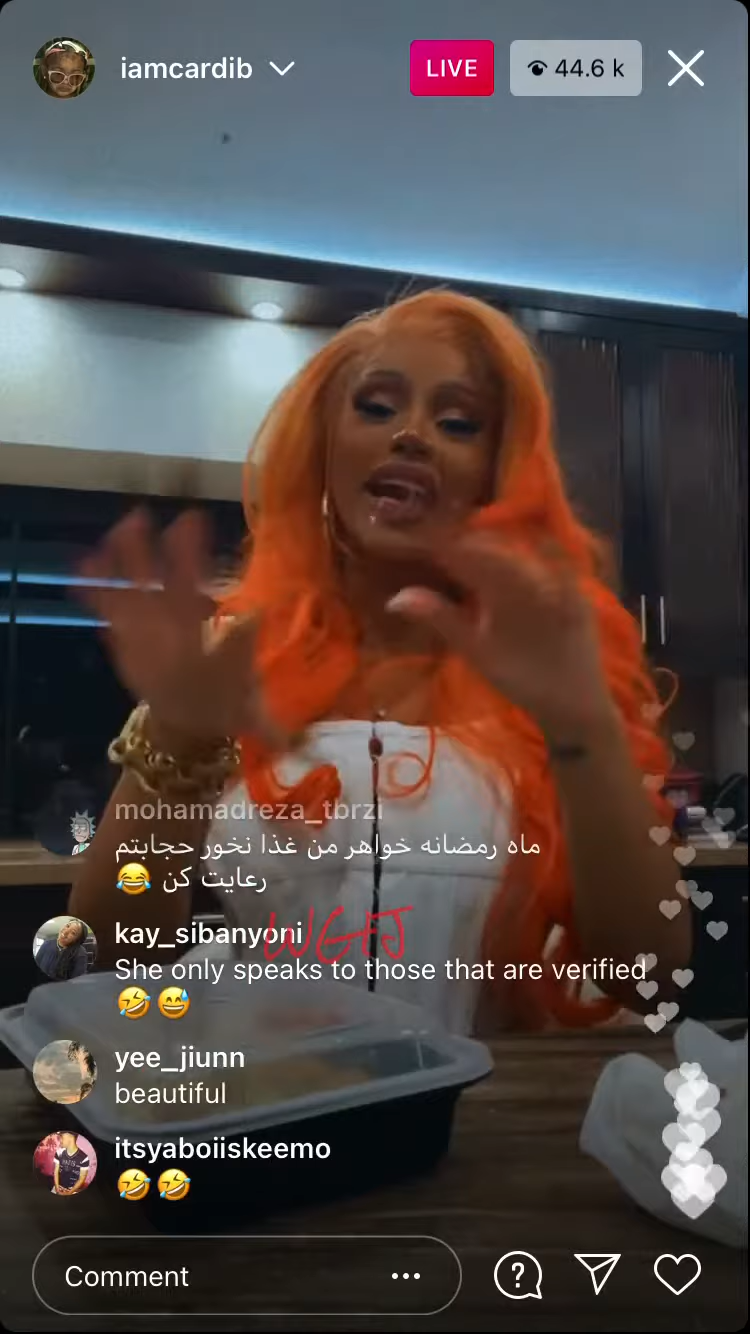 iamcardib
LIVE
44.6 k
mohamadreza_tbrzi
ماه رمضانه خواهر من غذا نخور حجابتم
رعایت کن 😂
kay_sibanyoni
WGFJ
She only speaks to those that are verified
🤣😅
yee_jiunn
beautiful
itsyaboiiskeemo
🤣🤣
Comment